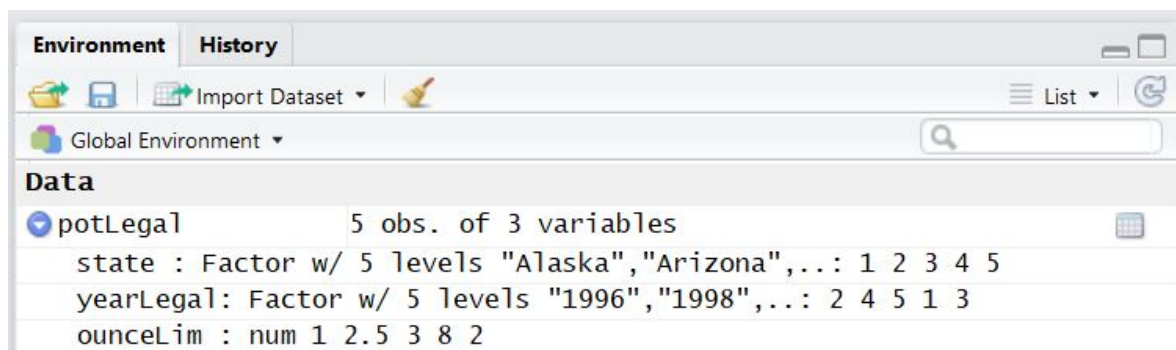 Environment History
Import Dataset List
Global Environment
Data
potLegal 5 obs. of 3 variables
state : Factor w/ 5 levels "Alaska","Arizona",..: 1 2 3 4 5
yearLegal: Factor w/ 5 levels "1996","1998",..: 2 4 5 1 3
ounceLim : num 1 2.5 3 8 2